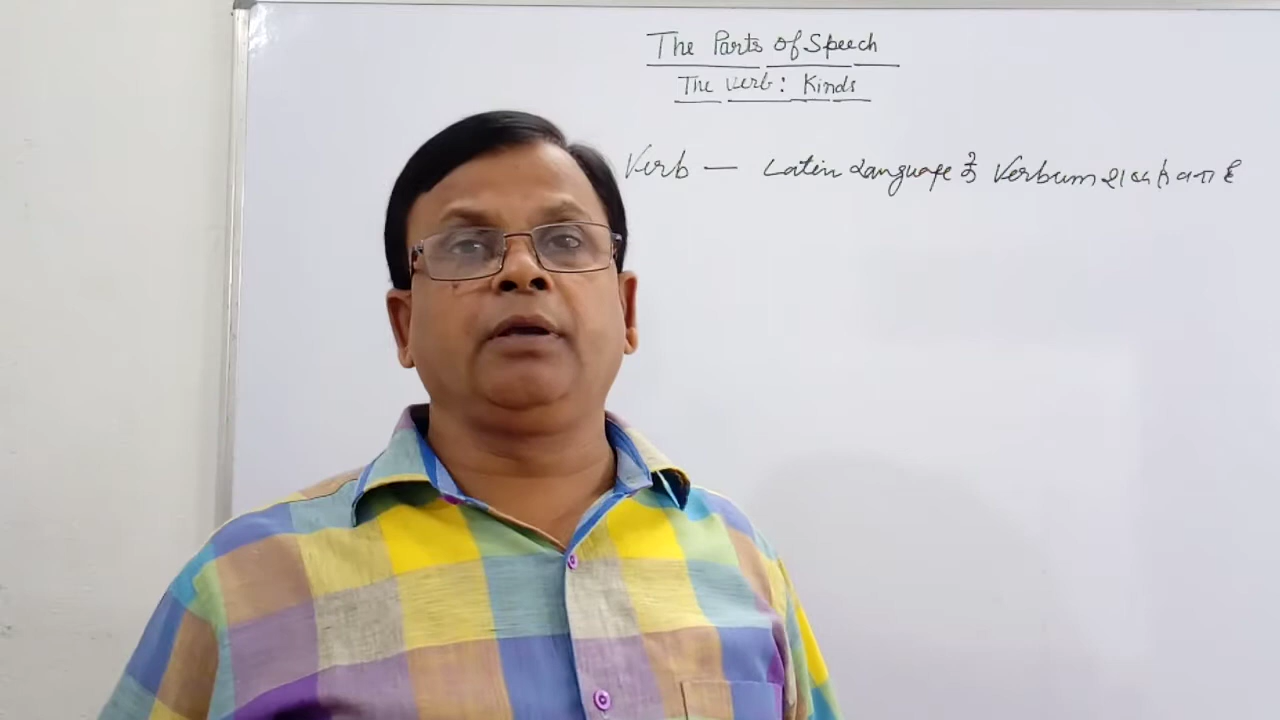 The Parts of Speech
The Verb : Kinds
Verb — Latin Language के Verbum शब्द से बना है